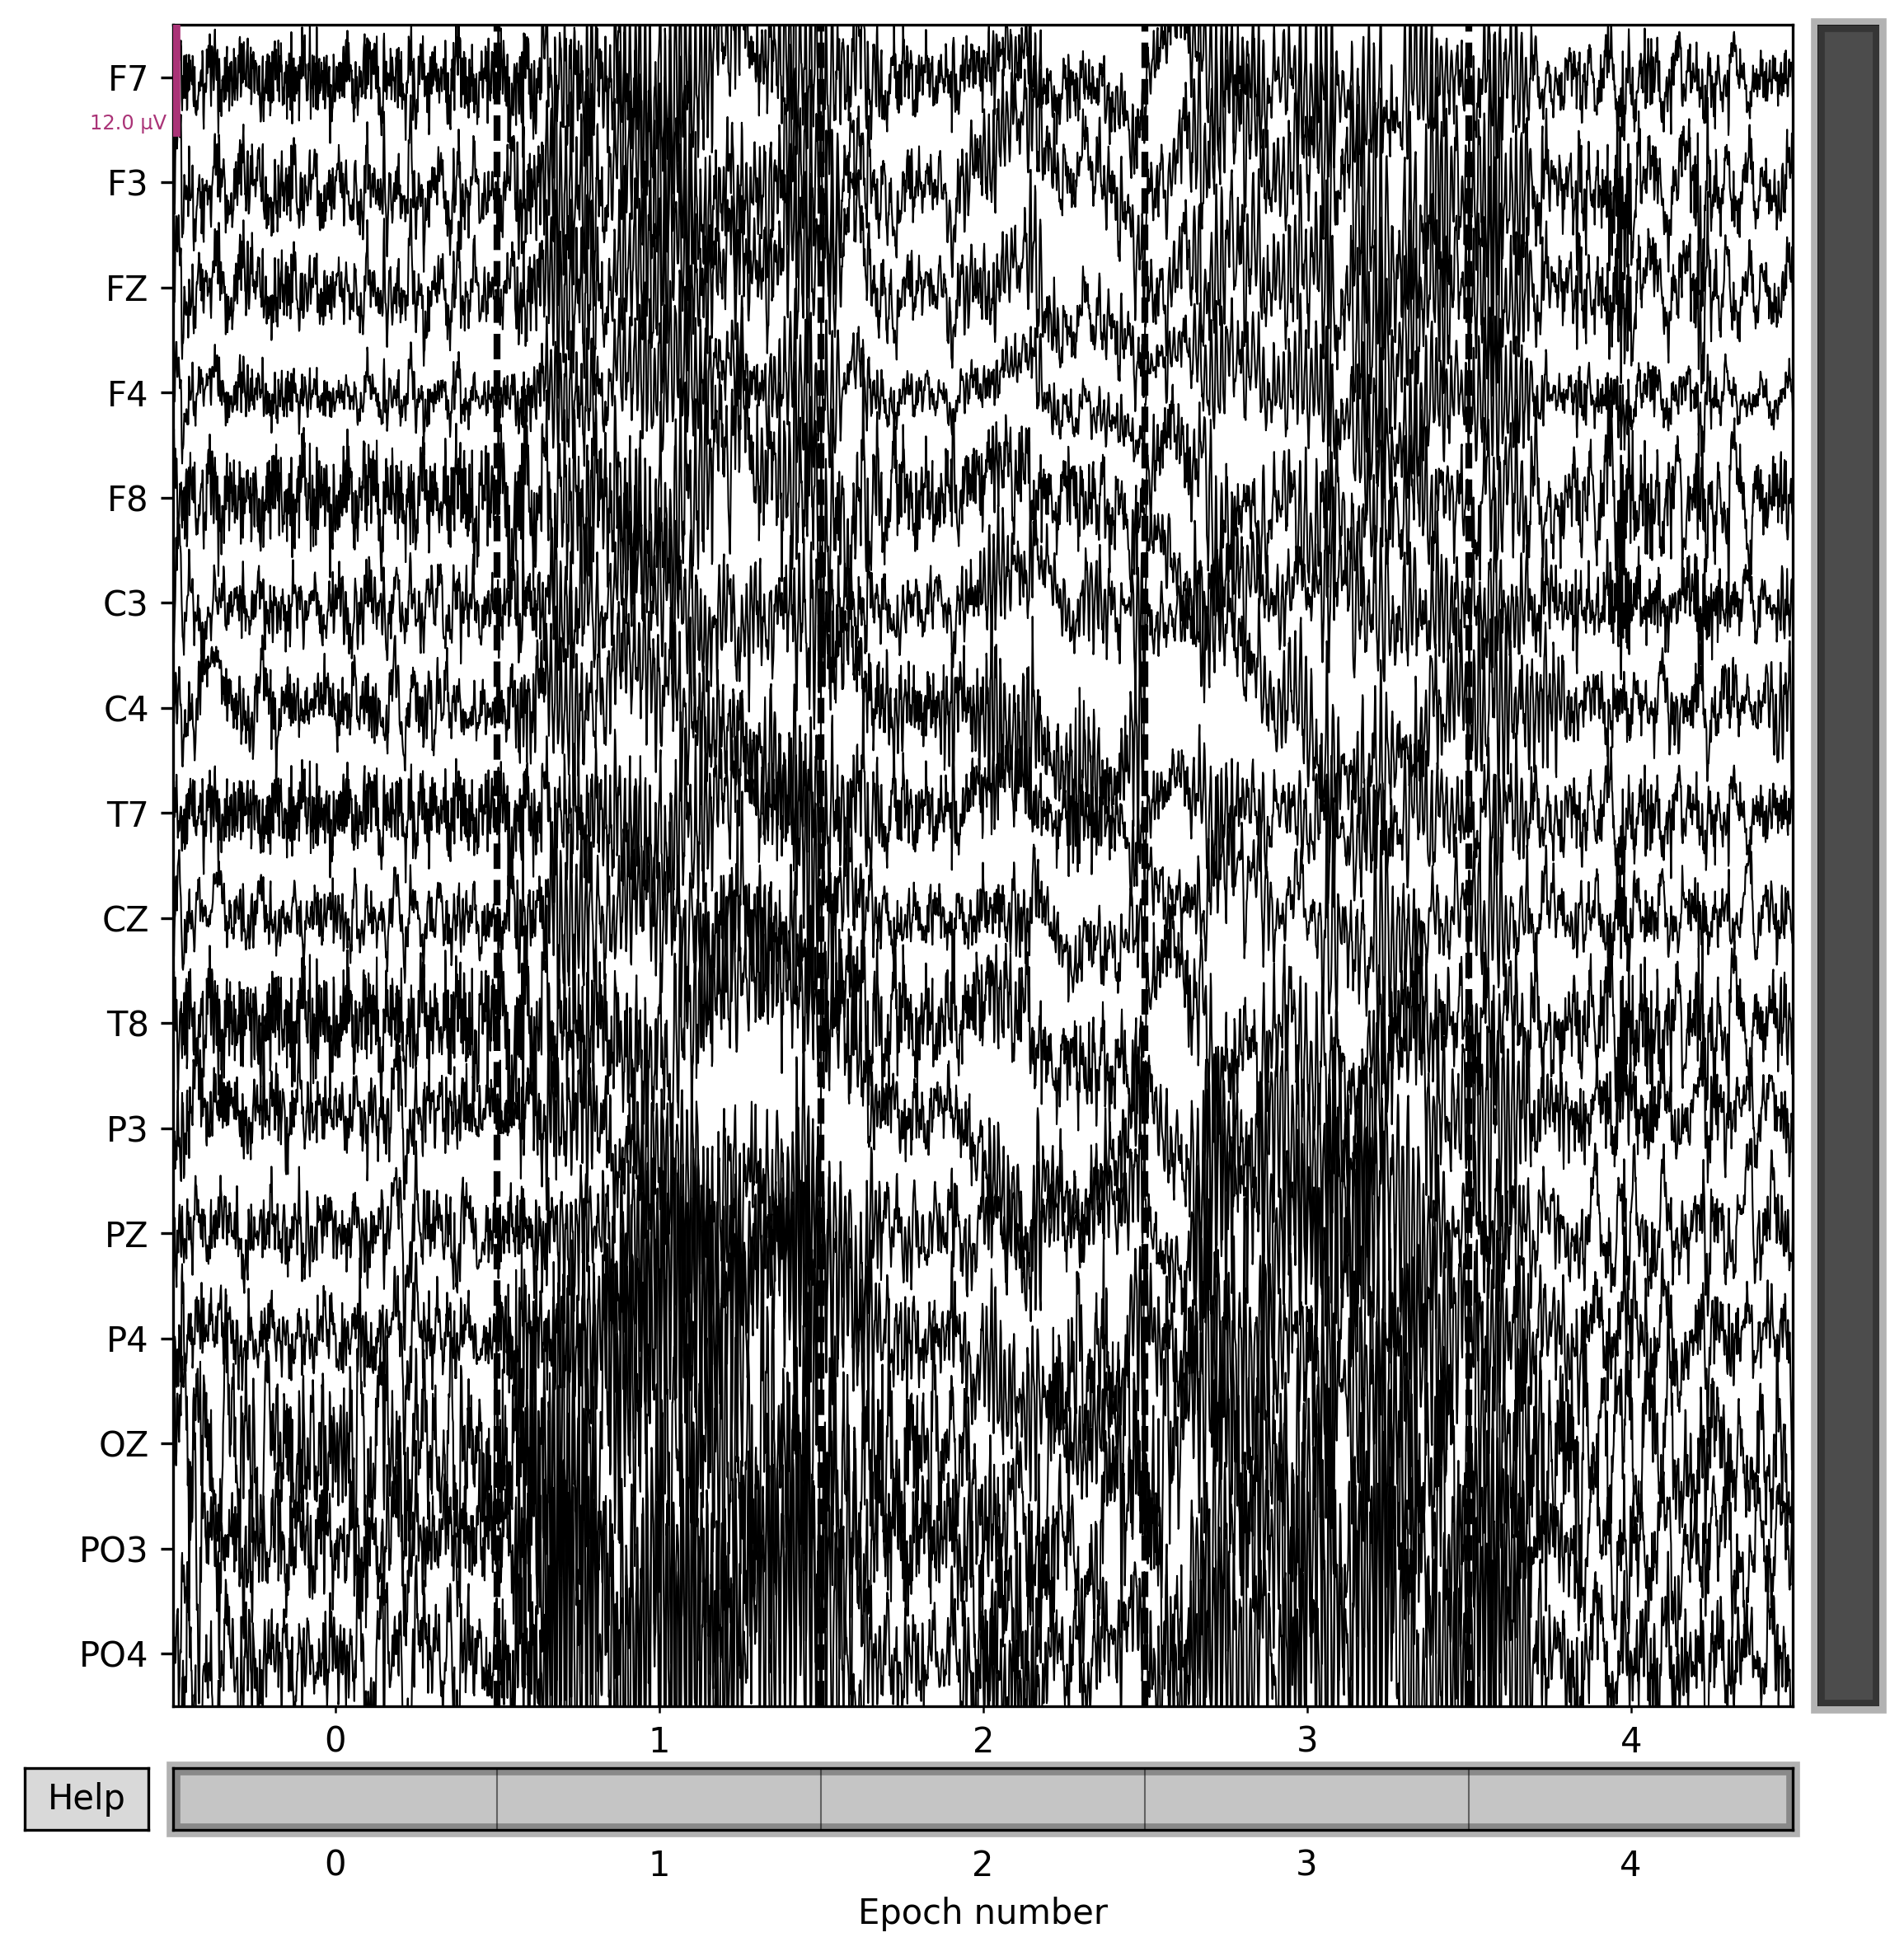 F7
12.0 µV
F3
FZ
F4
F8
C3
C4
T7
CZ
T8
P3
PZ
P4
OZ
PO3
PO4
0 1 2 3 4
Help
0 1 2 3 4
Epoch number